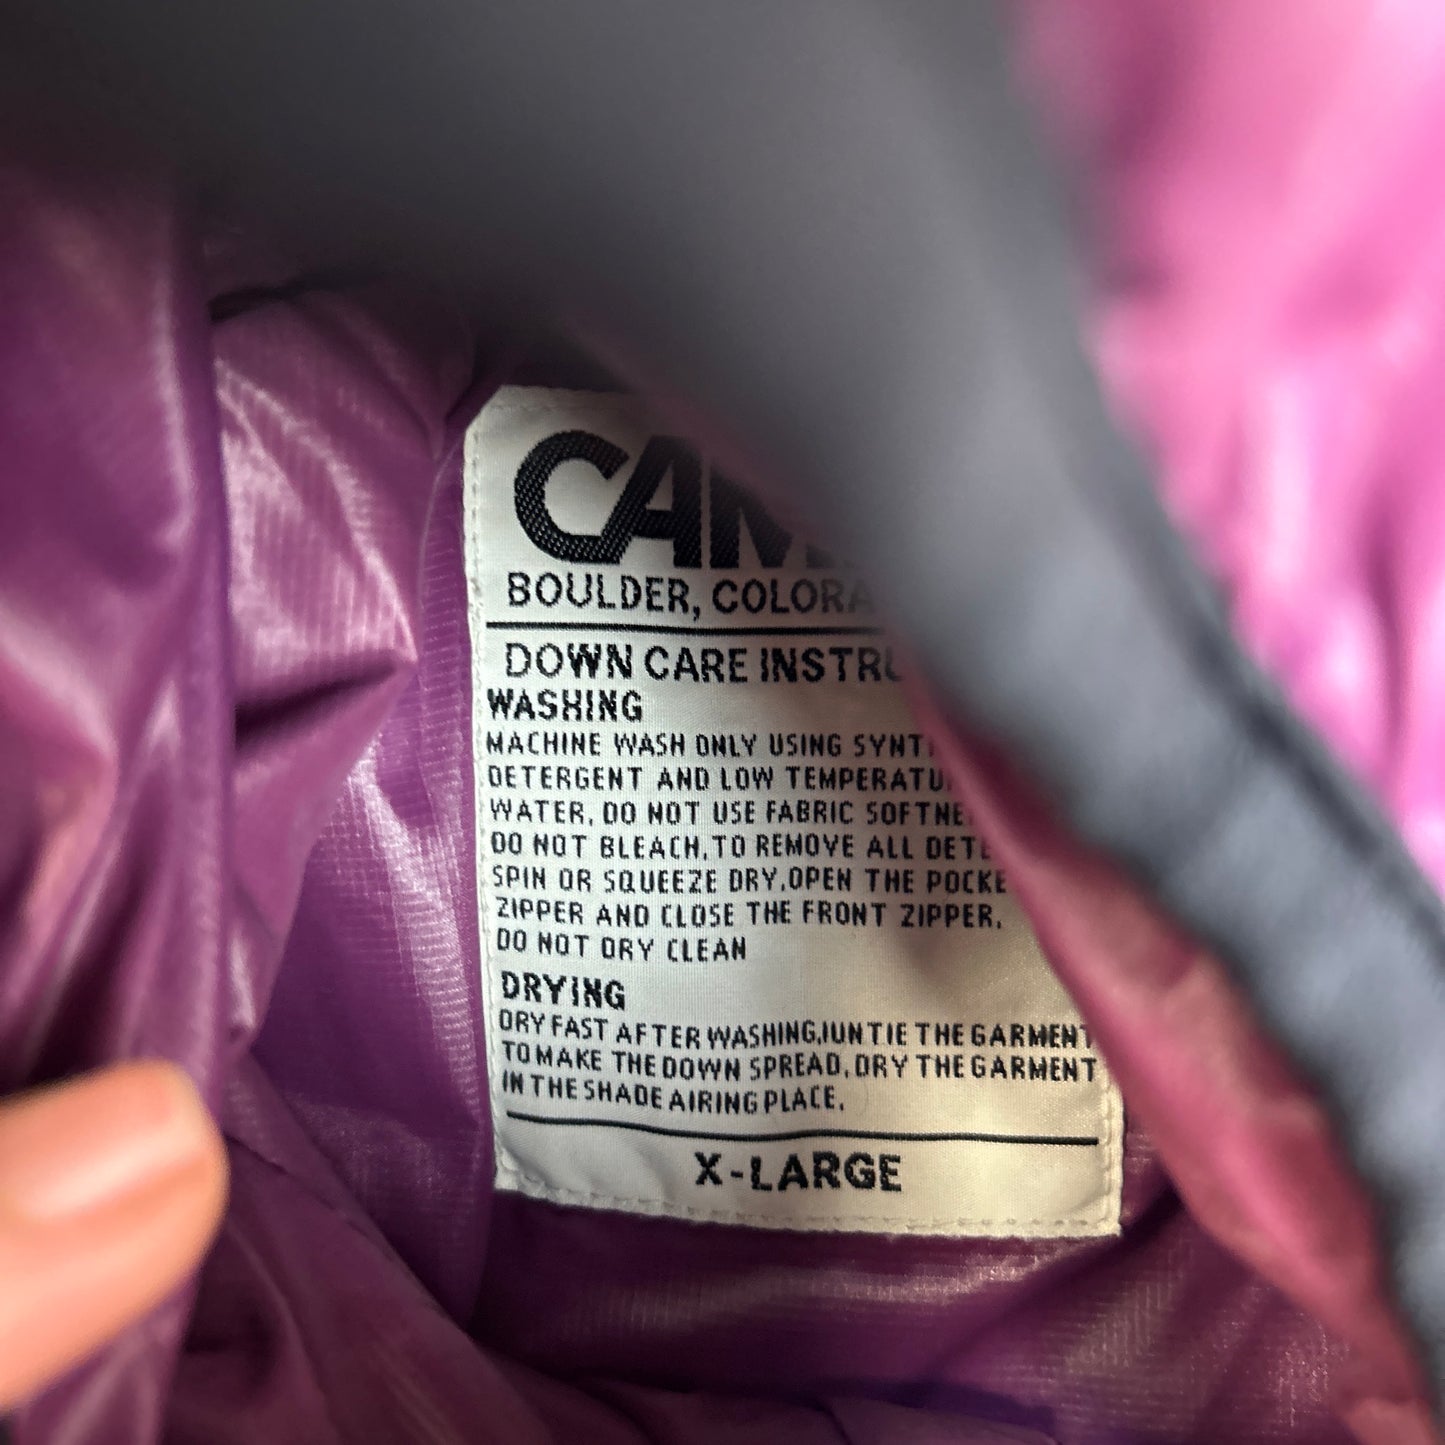 CAM
BOULDER, COLORA
DOWN CARE INSTRU
WASHING
MACHINE WASH ONLY USING SYNT
DETERGENT AND LOW TEMPERATU
WATER. DO NOT USE FABRIC SOFTNE
DO NOT BLEACH.TO REMOVE ALL DETE
SPIN OR SQUEEZE DRY.OPEN THE POCKE
ZIPPER AND CLOSE THE FRONT ZIPPER.
DO NOT DRY CLEAN
DRYING
DRY FAST AFTER WASHING,IUNTIE THE GARMENT
TO MAKE THE DOWN SPREAD. DRY THE GARMENT
IN THE SHADE AIRING PLACE.
X-LARGE